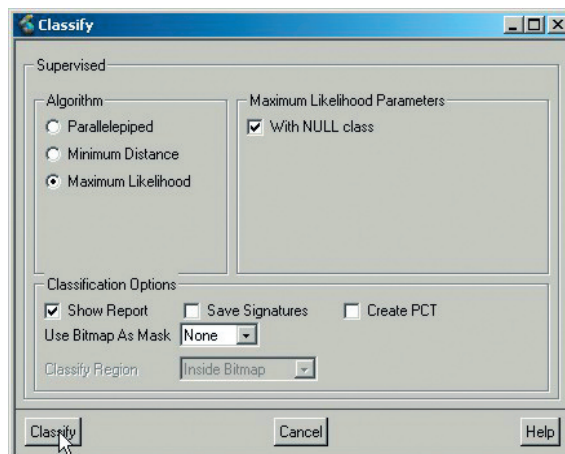 Classify
Supervised
Algorithm
Parallelepiped
Minimum Distance
Maximum Likelihood
Maximum Likelihood Parameters
With NULL class
Classification Options
Show Report Save Signatures Create PCT
Use Bitmap As Mask None
Classify Region Inside Bitmap
Classify Cancel Help